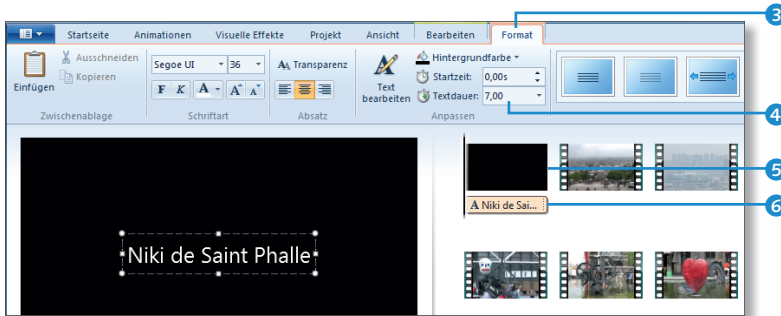 Startseite Animationen Visuelle Effekte Projekt Ansicht Bearbeiten Format 3
Einfügen
Ausschneiden
Kopieren
Zwischenablage
Segoe UI 36
F K A A A
Schriftart
AA Transparenz
Absatz
Text
bearbeiten
Hintergrundfarbe
Startzeit: 0,00s
Textdauer: 7,00 4
Anpassen
Niki de Saint Phalle
5
A Niki de Sai... 6